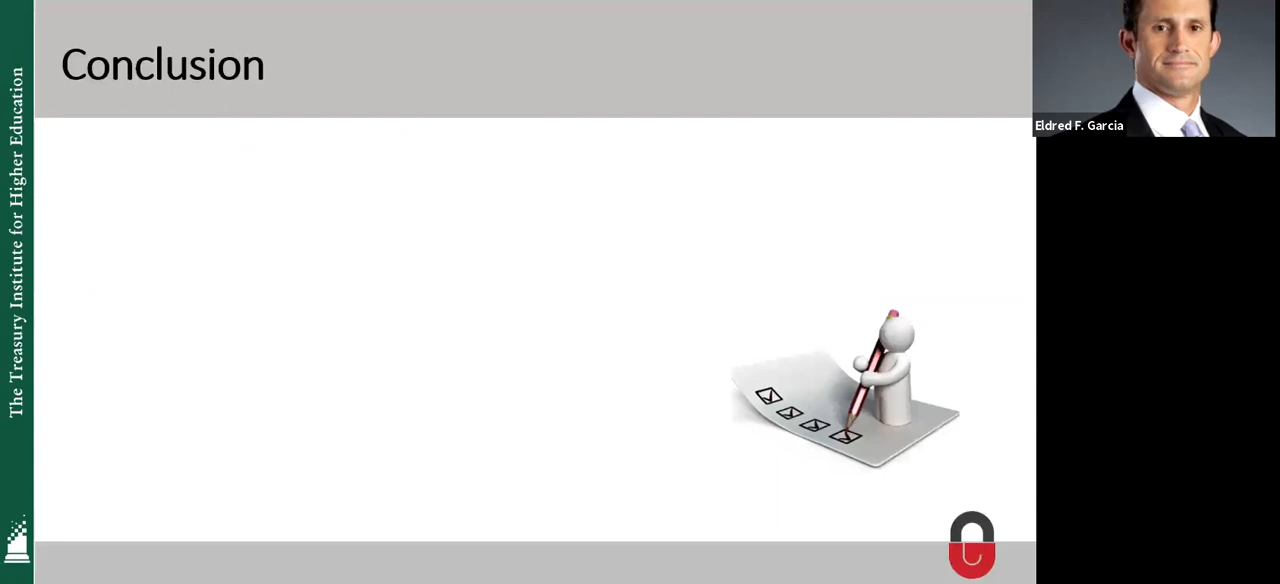 Conclusion
Eldred F. Garcia
The Treasury Institute for Higher Education